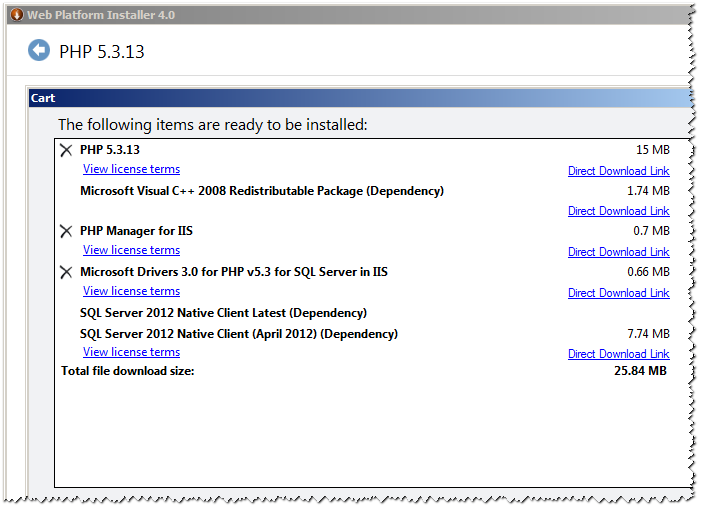 Web Platform Installer 4.0
PHP 5.3.13
Cart
The following items are ready to be installed:
PHP 5.3.13 15 MB
View license terms Direct Download Link
Microsoft Visual C++ 2008 Redistributable Package (Dependency) 1.74 MB
Direct Download Link
PHP Manager for IIS 0.7 MB
View license terms Direct Download Link
Microsoft Drivers 3.0 for PHP v5.3 for SQL Server in IIS 0.66 MB
View license terms Direct Download Link
SQL Server 2012 Native Client Latest (Dependency)
SQL Server 2012 Native Client (April 2012) (Dependency) 7.74 MB
View license terms Direct Download Link
Total file download size: 25.84 MB